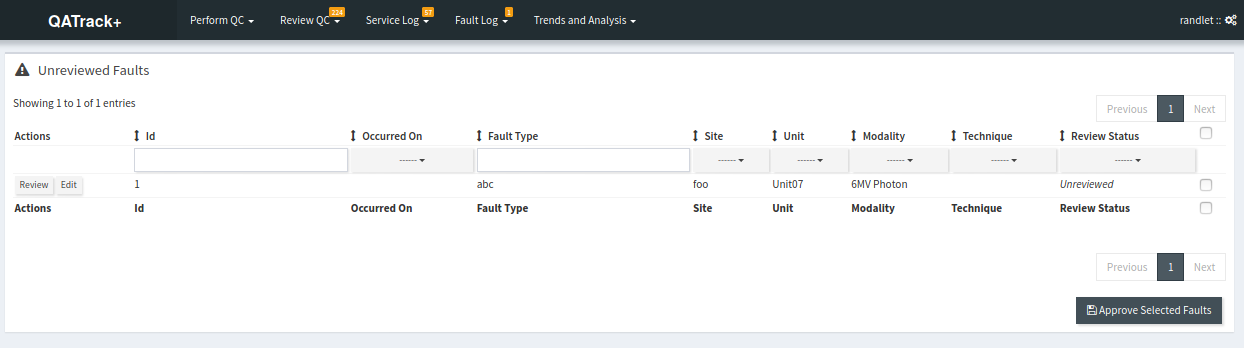 QATrack+ Perform QC Review QC 224 Service Log 57 Fault Log 1 Trends and Analysis randlet ::
Unreviewed Faults
Showing 1 to 1 of 1 entries
Previous 1 Next
Actions Id Occurred On Fault Type Site Unit Modality Technique Review Status
------ ------ ------ ------ ------ ------
Review Edit 1 abc foo Unit07 6MV Photon Unreviewed
Actions Id Occurred On Fault Type Site Unit Modality Technique Review Status
Previous 1 Next
Approve Selected Faults